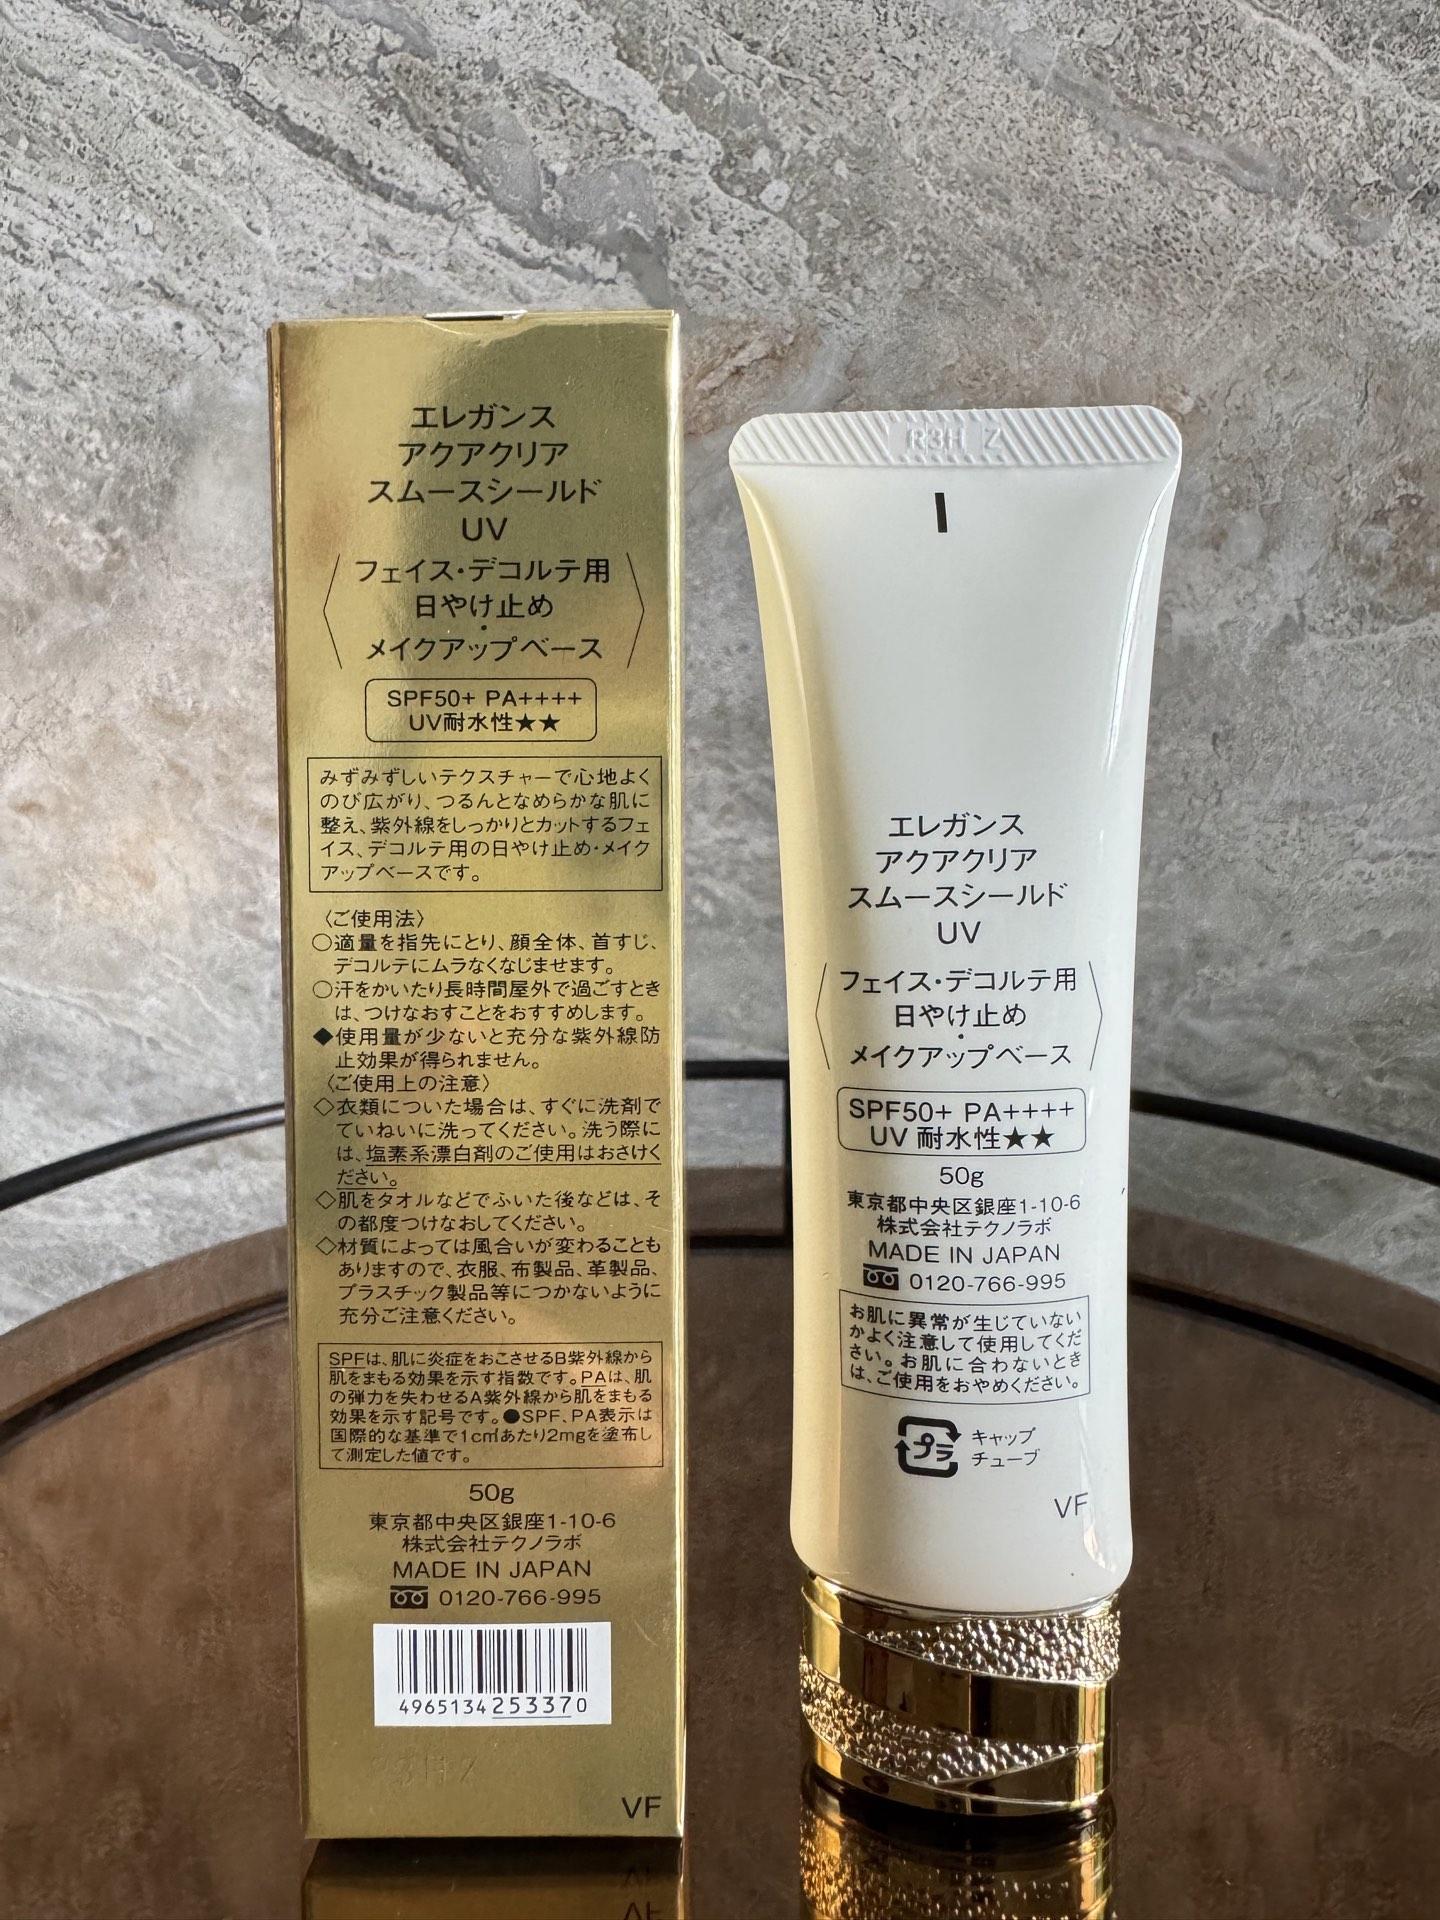 エレガンス
アクアクリア
スムースシールド
UV
フェイス・デコルテ用
日やけ止め
・
メイクアップベース
SPF50+ PA++++
UV耐水性★★
みずみずしいテクスチャーで心地よく
のび広がり、つるんとなめらかな肌に
整え、紫外線をしっかりとカットするフェ
イス、デコルテ用の日やけ止め・メイク
アップベースです。
〈ご使用法〉
○適量を指先にとり、顔全体、首すじ、
デコルテにムラなくなじませます。
○汗をかいたり長時間屋外で過ごすとき
は、つけなおすことをおすすめします。
◆使用量が少ないと充分な紫外線防
止効果が得られません。
〈ご使用上の注意〉
◇衣類についた場合は、すぐに洗剤で
ていねいに洗ってください。洗う際に
は、塩素系漂白剤のご使用はおさけく
ださい。
◇肌をタオルなどでふいた後などは、そ
の都度つけなおしてください。
◇材質によっては風合いが変わることも
ありますので、衣服、布製品、革製品、
プラスチック製品等につかないように
充分ご注意ください。
SPFは、肌に炎症をおこさせるB紫外線から
肌をまもる効果を示す指数です。PAは、肌
の弾力を失わせるA紫外線から肌をまもる
効果を示す記号です。●SPF、PA表示は
国際的な基準で1c㎡あたり2mgを塗布し
て測定した値です。
50g
東京都中央区銀座1-10-6
株式会社テクノラボ
MADE IN JAPAN
0120-766-995
4965134253370
3H Z
VF
R3H Z
エレガンス
アクアクリア
スムースシールド
UV
フェイス・デコルテ用
日やけ止め
・
メイクアップベース
SPF50+ PA++++
UV 耐水性★★
50g
東京都中央区銀座1-10-6
株式会社テクノラボ
MADE IN JAPAN
0120-766-995
お肌に異常が生じていない
かよく注意して使用してくだ
さい。お肌に合わないとき
は、ご使用をおやめください。
プラ
キャップ
チューブ
VF